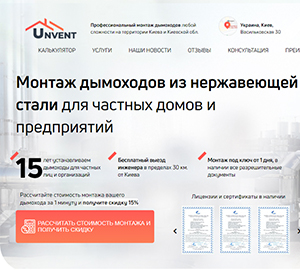 UNVENT
Профессиональный монтаж дымоходов любой
сложности на территории Киева и Киевской обл.
Украина, Киев,
Васильковская 30
КАЛЬКУЛЯТОР УСЛУГИ НАШИ НОВОСТИ ОТЗЫВЫ КОНСУЛЬТАЦИЯ ПРЕИ
Монтаж дымоходов из нержавеющей
стали для частных домов и
предприятий
15 лет устанавливаем
дымоходы для частных
лиц и организаций
Бесплатный выезд
инженера в пределах 30 км.
от Киева
Монтаж под ключ от 1 дня, в
наличии все разрешительные
документы
Рассчитайте стоимость монтажа вашего
дымохода за 1 минуту и получите скидку 15%
РАССЧИТАТЬ СТОИМОСТЬ МОНТАЖА И
ПОЛУЧИТЬ СКИДКУ
Лицензии и сертификаты в наличии